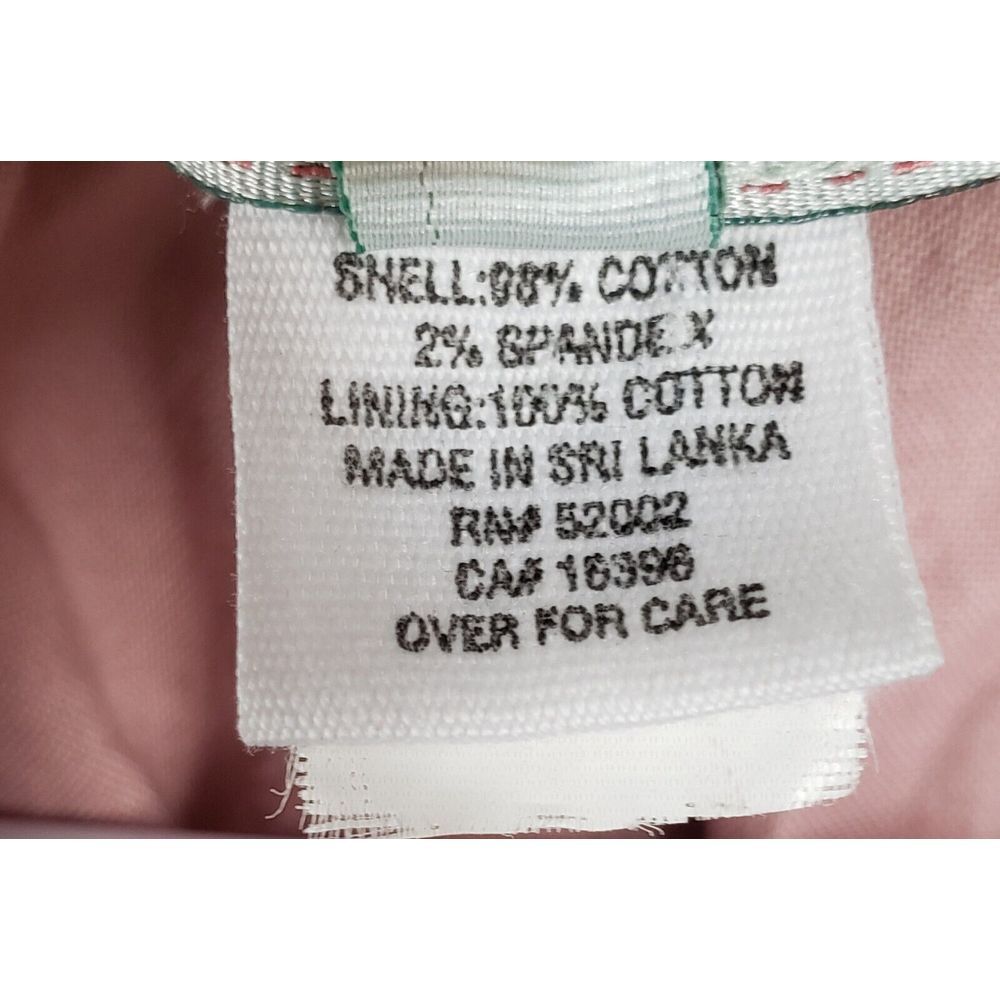 SHELL:98% COTTON
2% SPANDEX
LINING:100% COTTON
MADE IN SRI LANKA
RN# 52002
CA# 16396
OVER FOR CARE